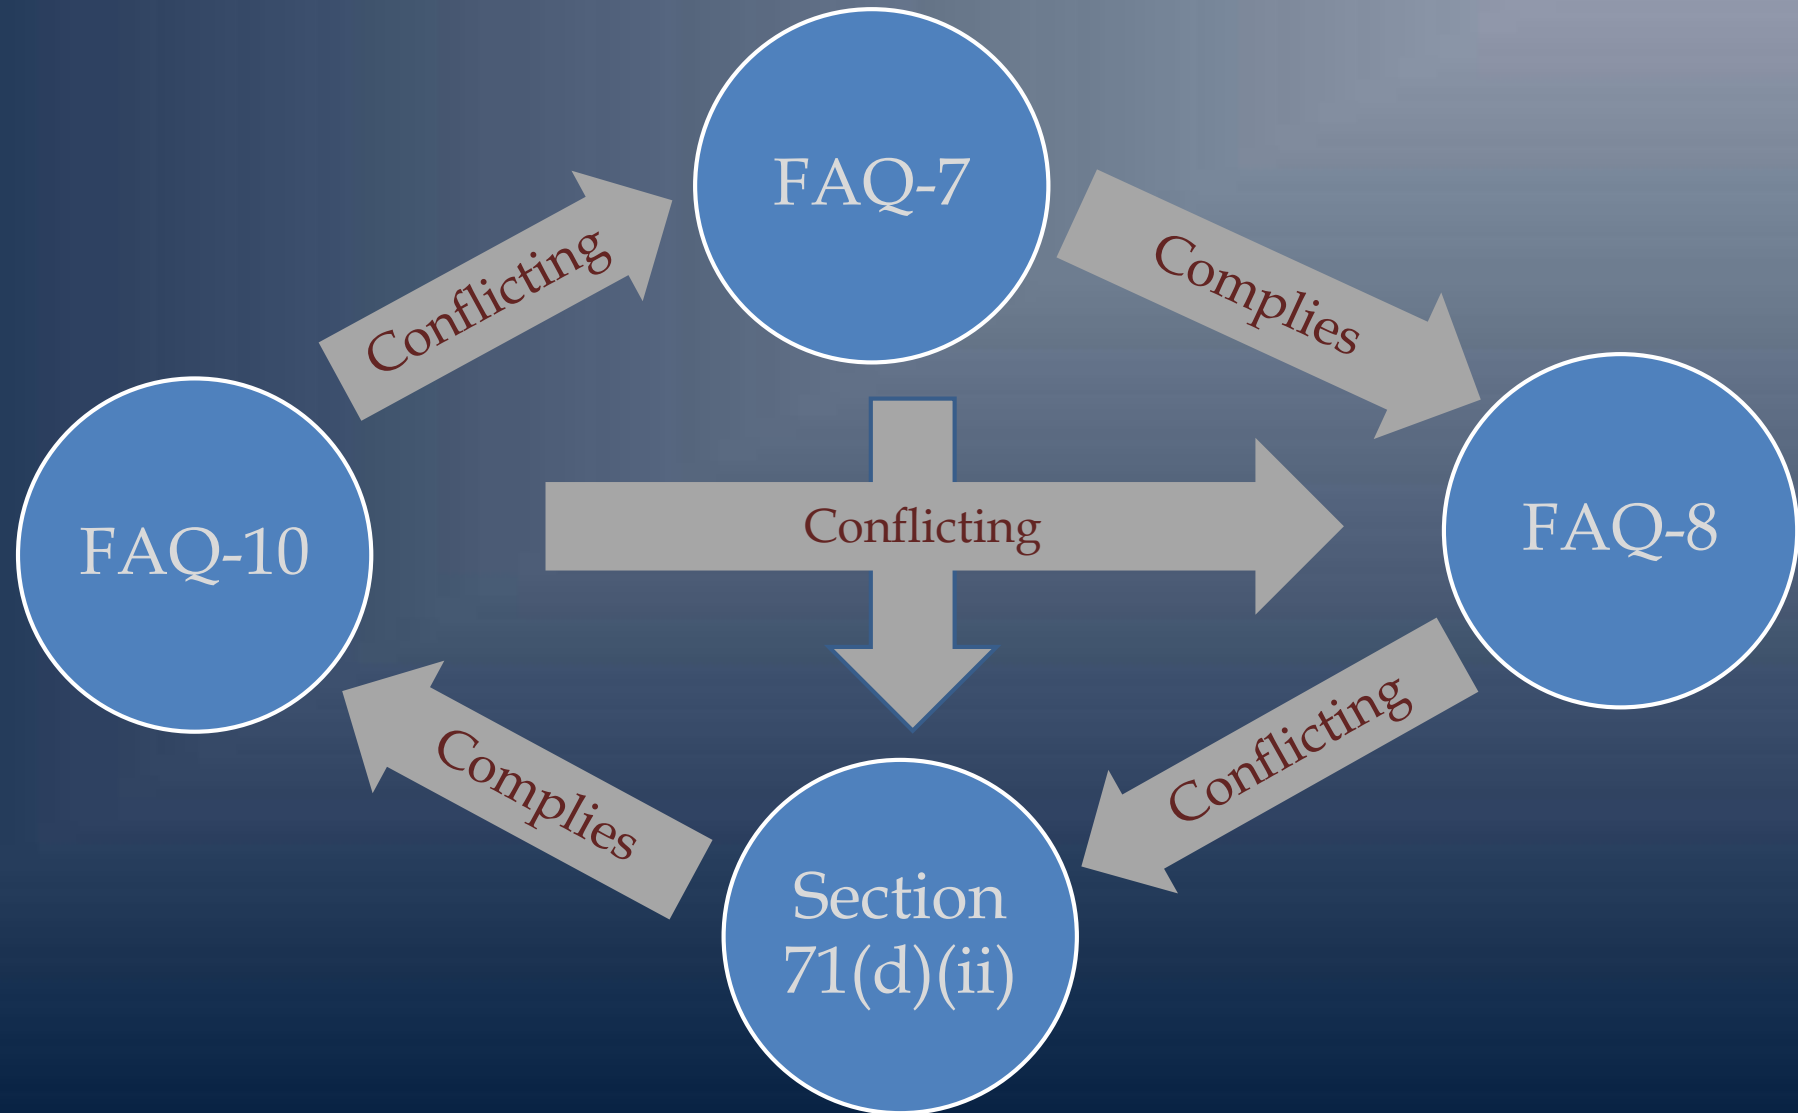 FAQ-7
Conflicting
Complies
FAQ-10
Conflicting
FAQ-8
Complies
Conflicting
Section
71(d)(ii)